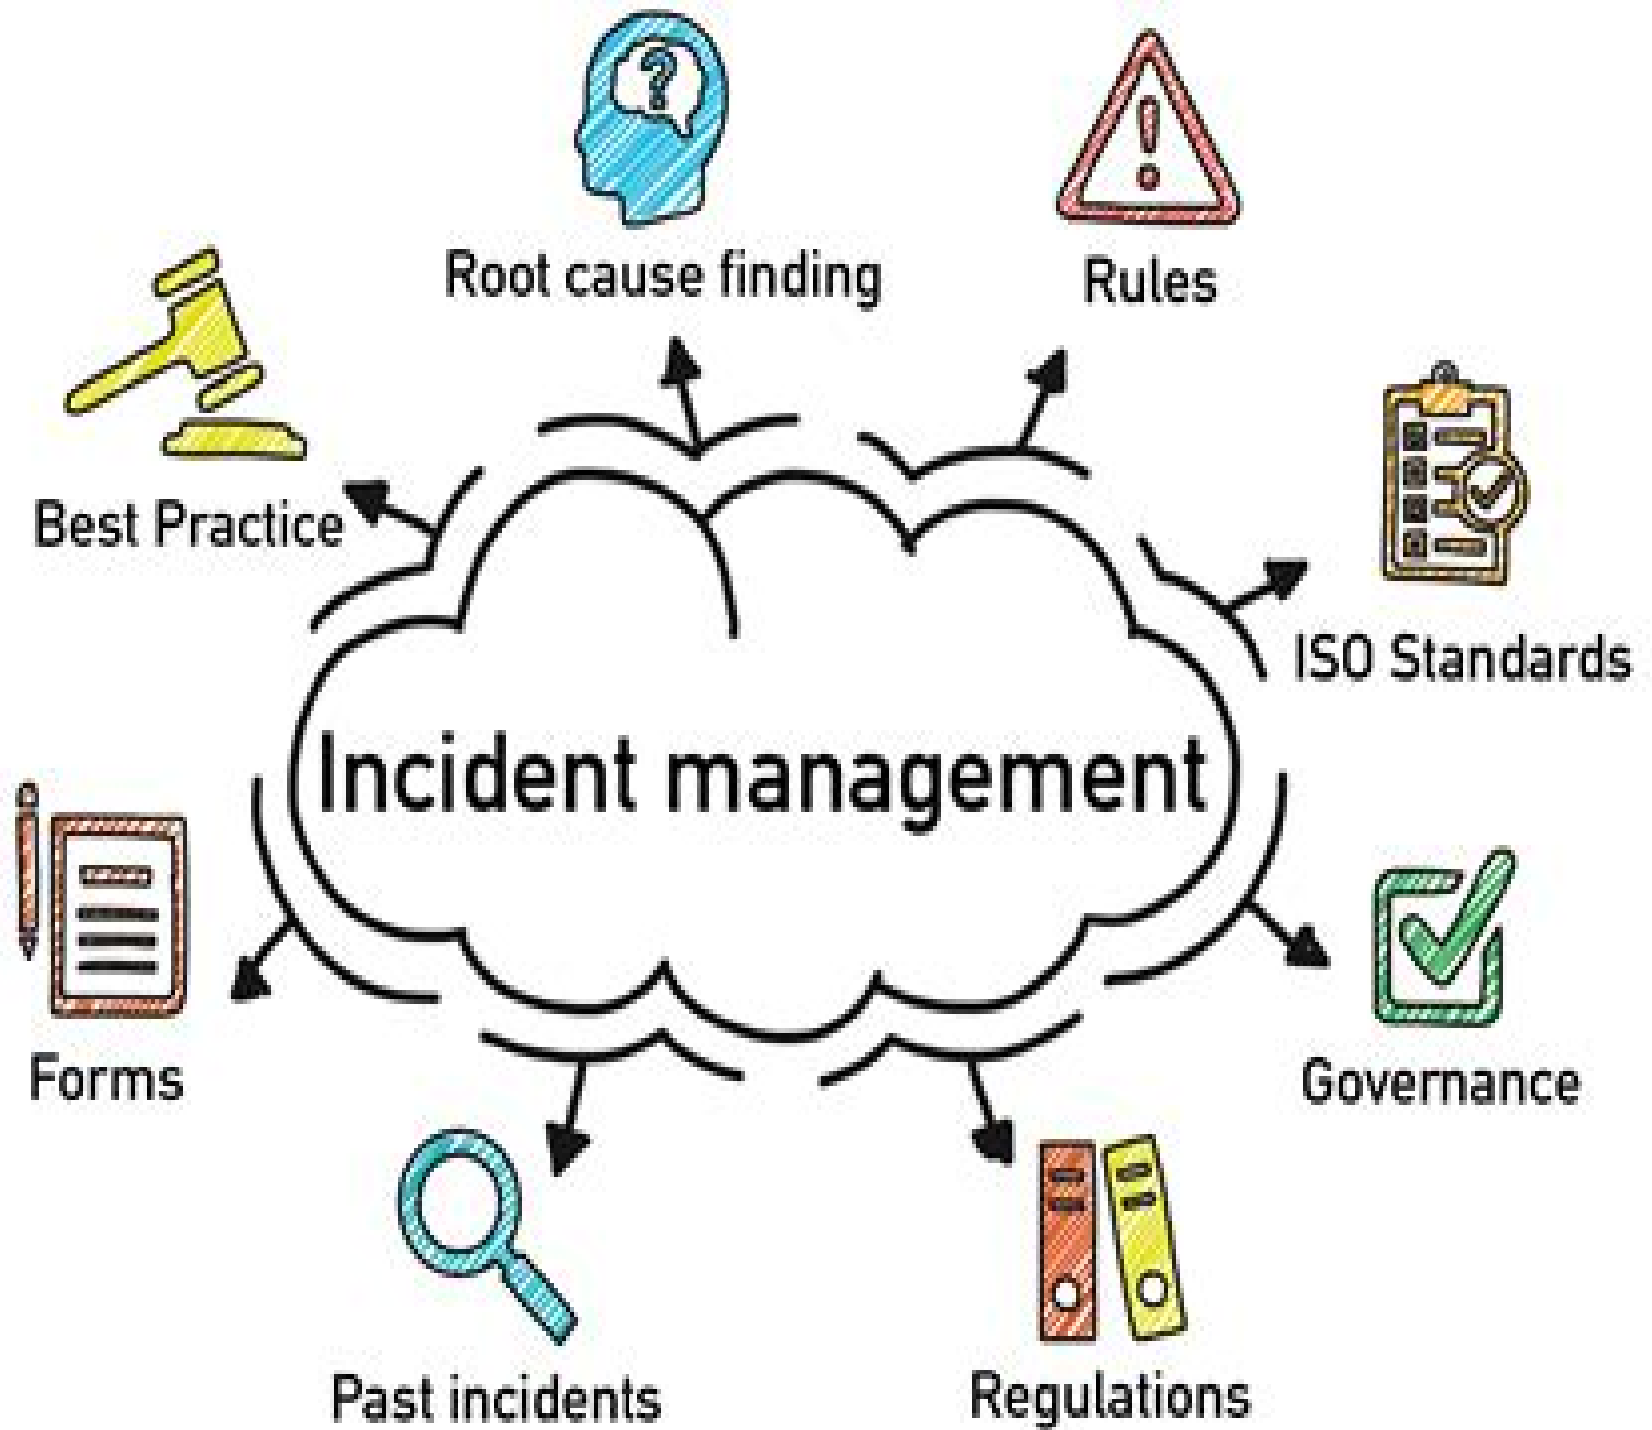 Root cause finding
Rules
Best Practice
ISO Standards
Incident management
Forms
Governance
Past incidents
Regulations